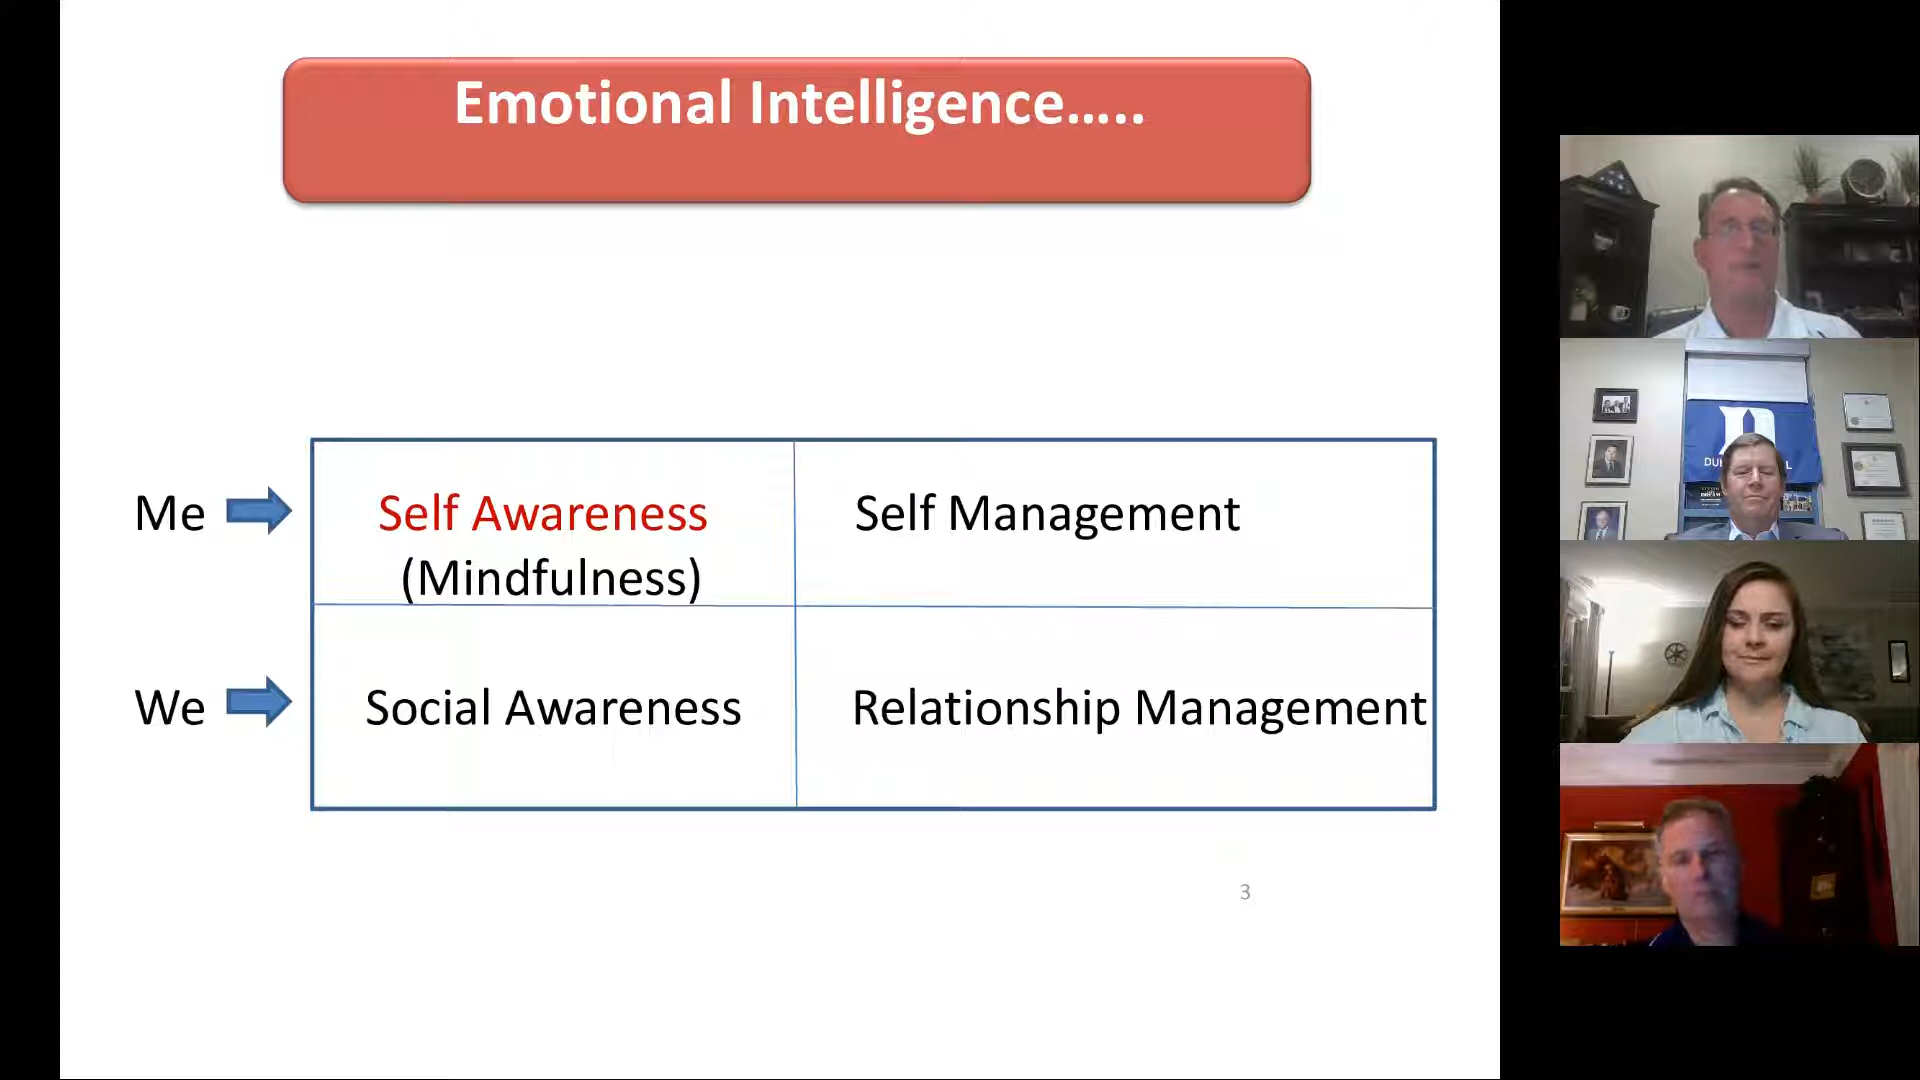 Emotional Intelligence.....
Me
Self Awareness
Self Management
(Mindfulness)
We
Social Awareness
Relationship Management
3